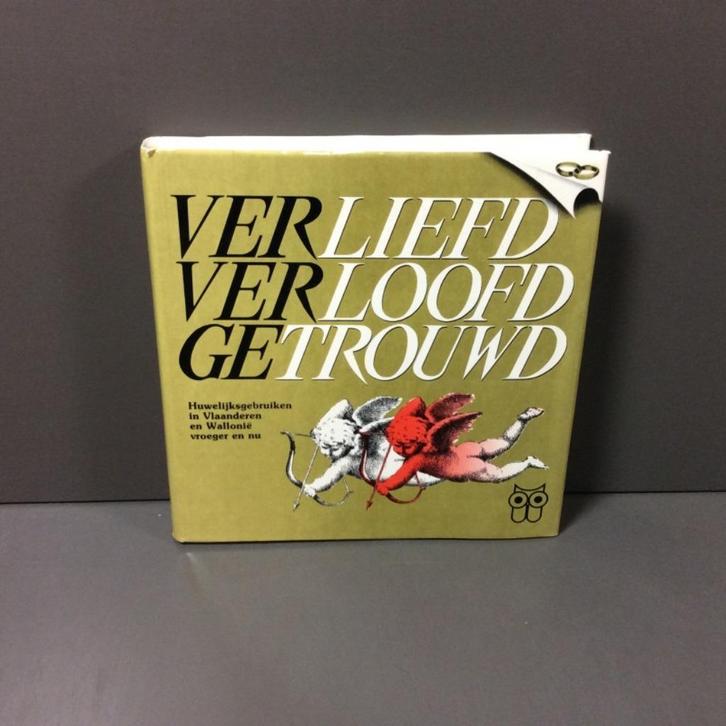 VERLIEFD
VERLOOFD
GETROUWD
Huwelijksgebruiken
in Vlaanderen
en Wallonië
vroeger en nu